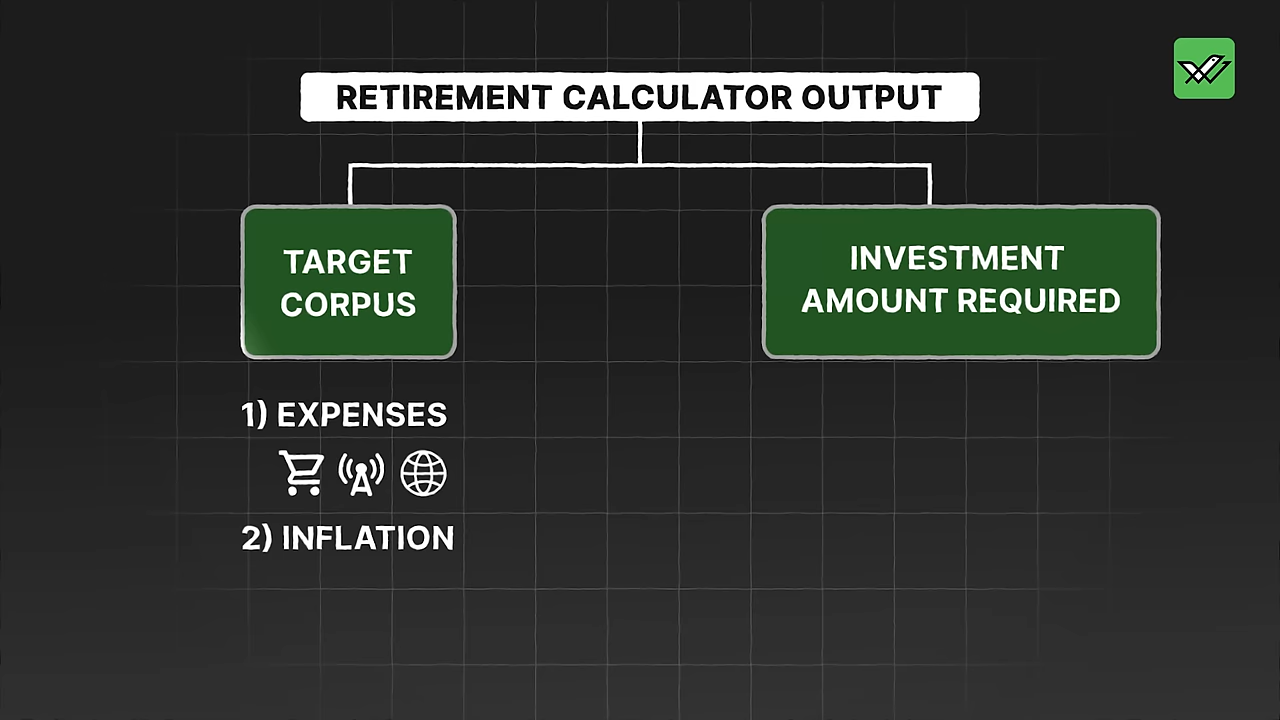 RETIREMENT CALCULATOR OUTPUT
TARGET
CORPUS
1) EXPENSES
2) INFLATION
INVESTMENT
AMOUNT REQUIRED